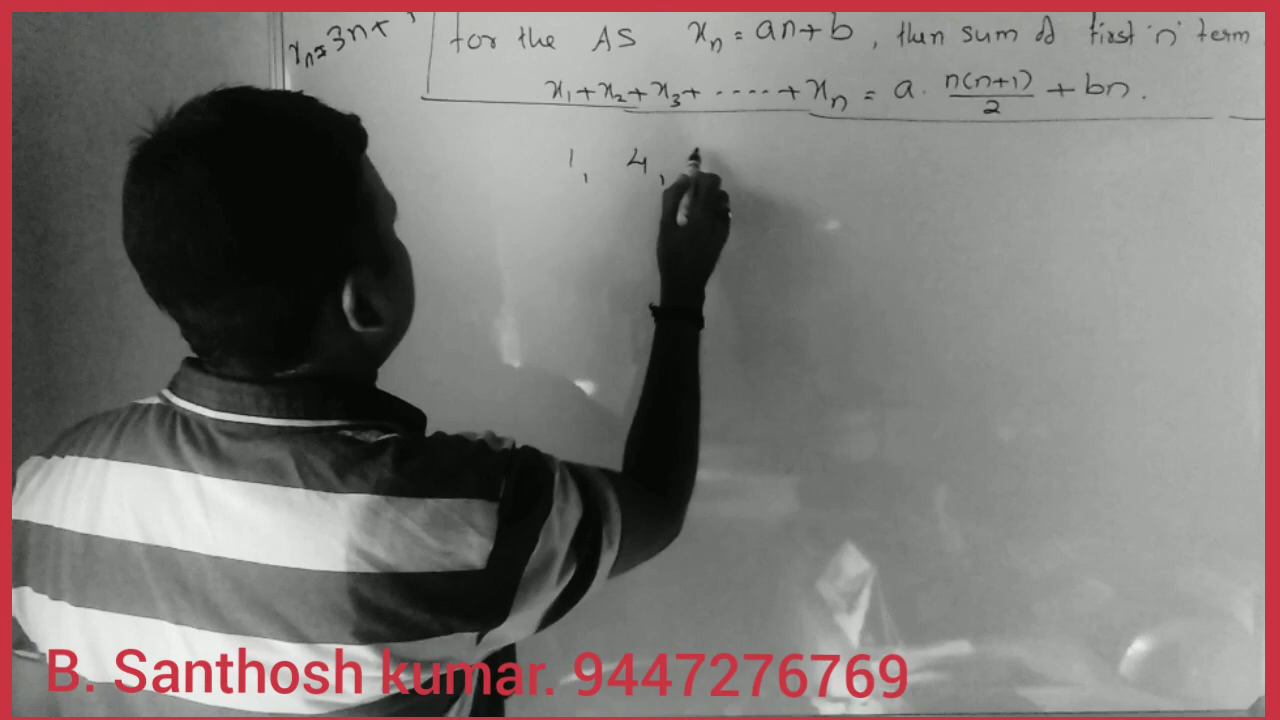 xₙ = 3n +
for the AS xₙ = an + b, then sum of first 'n' term
x₁ + x₂ + x₃ + ..... + xₙ = a. n(n+1)/2 + bn.
1, 4,
B. Santhosh kumar. 9447276769